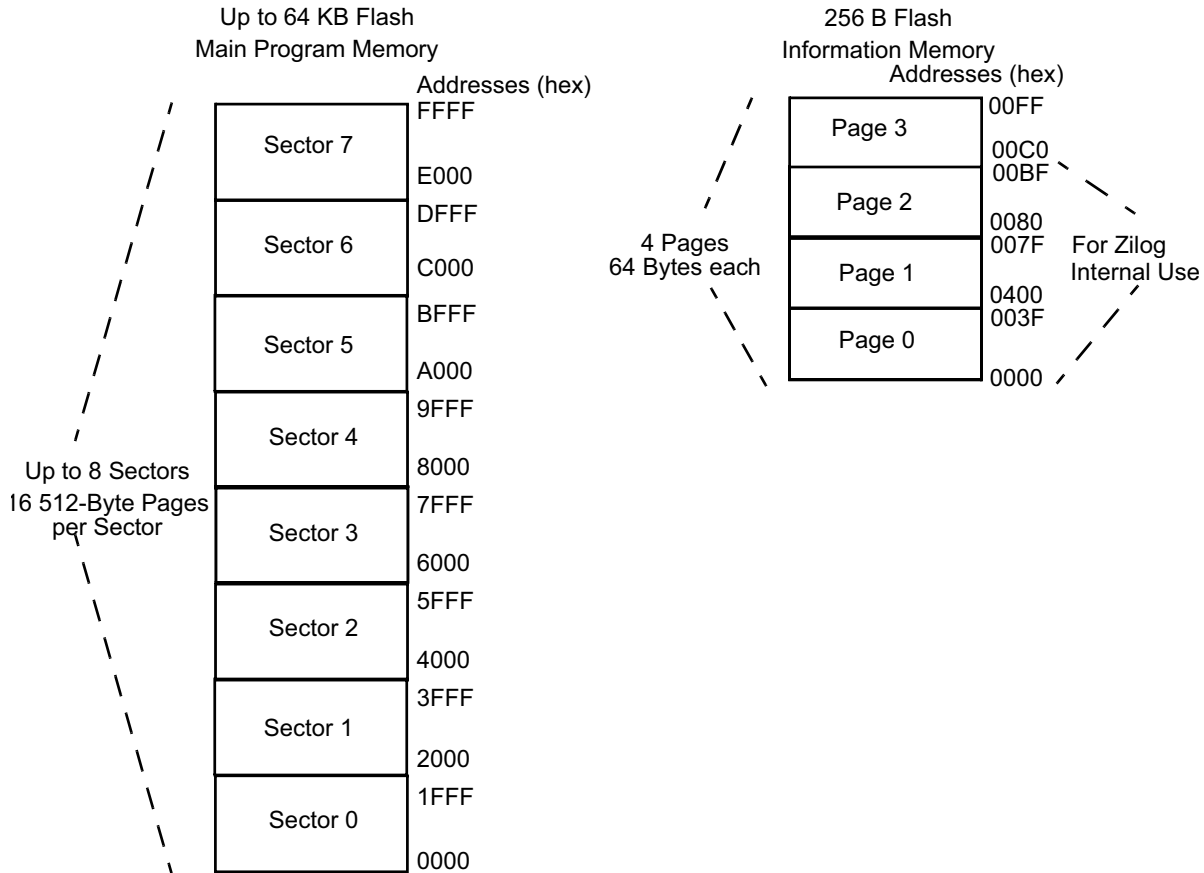 Up to 64 KB Flash
Main Program Memory
Addresses (hex)
FFFF
Sector 7
E000
DFFF
Sector 6
C000
BFFF
Sector 5
A000
9FFF
Sector 4
8000
7FFF
Sector 3
6000
5FFF
Sector 2
4000
3FFF
Sector 1
2000
1FFF
Sector 0
0000
Up to 8 Sectors
16 512-Byte Pages
per Sector
256 B Flash
Information Memory
Addresses (hex)
00FF
Page 3
00C0
00BF
Page 2
0080
007F
Page 1
0400
003F
Page 0
0000
4 Pages
64 Bytes each
For Zilog
Internal Use